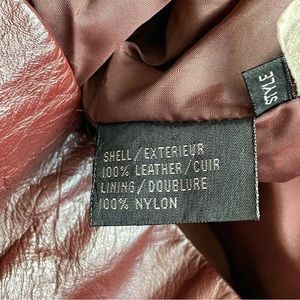 SHELL/EXTERIEUR
100% LEATHER/CUIR
LINING/DOUBLURE
100% NYLON
STYLE